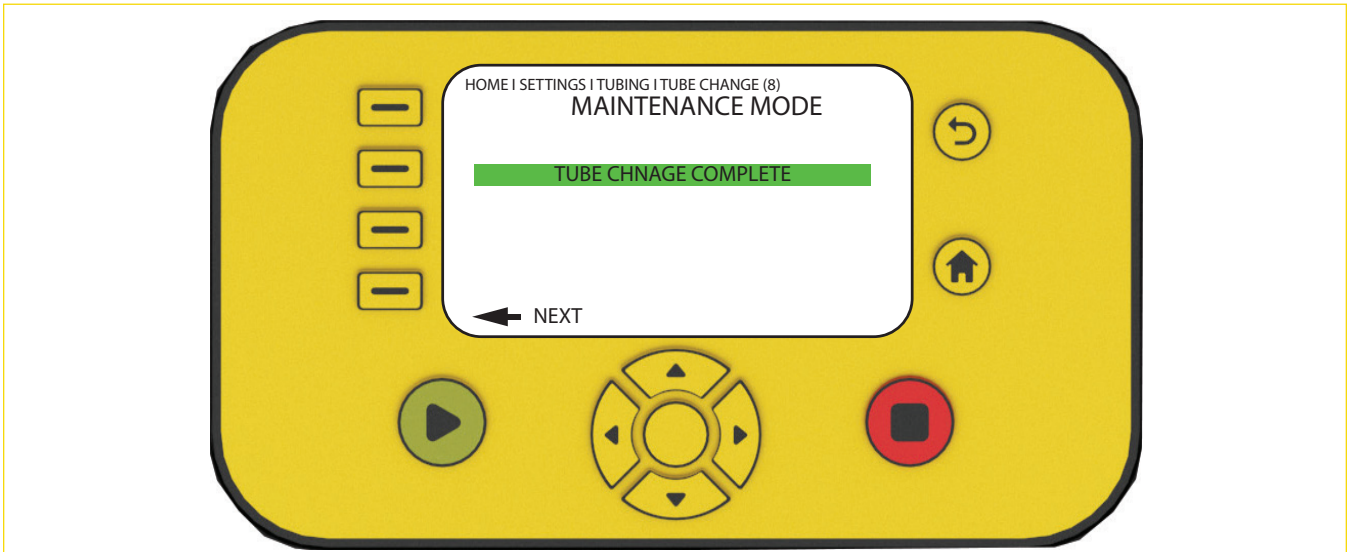 HOME I SETTINGS I TUBING I TUBE CHANGE (8)
MAINTENANCE MODE
TUBE CHNAGE COMPLETE
NEXT